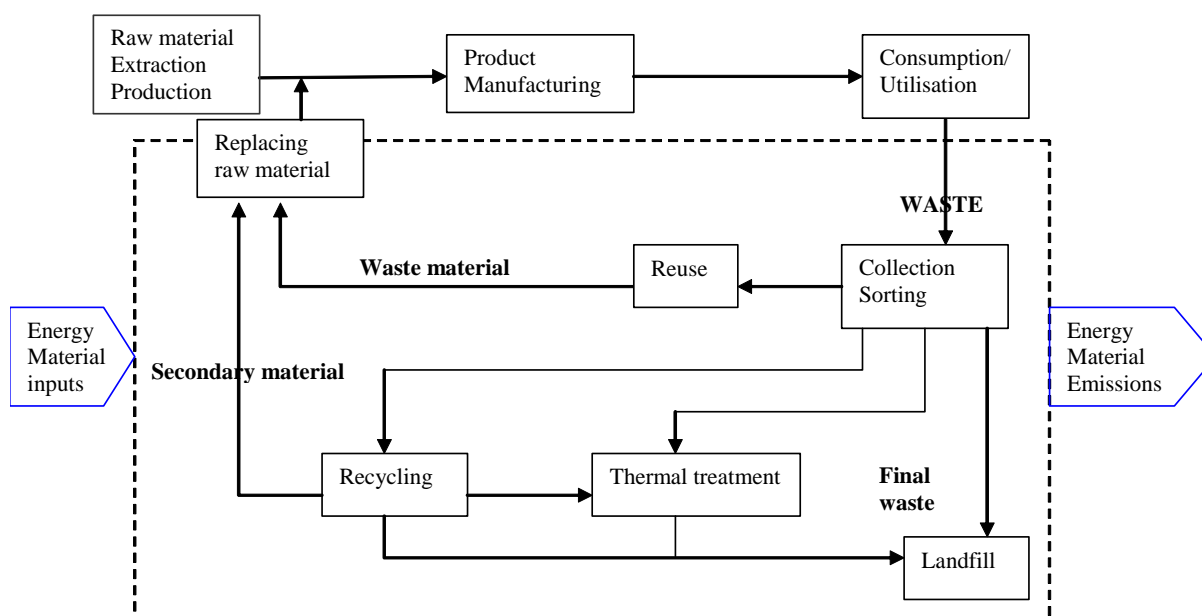 Raw material
Extraction
Production
Product
Manufacturing
Consumption/
Utilisation
Replacing
raw material
WASTE
Waste material
Reuse
Collection
Sorting
Energy
Material
inputs
Energy
Material
Emissions
Secondary material
Recycling
Thermal treatment
Final
waste
Landfill